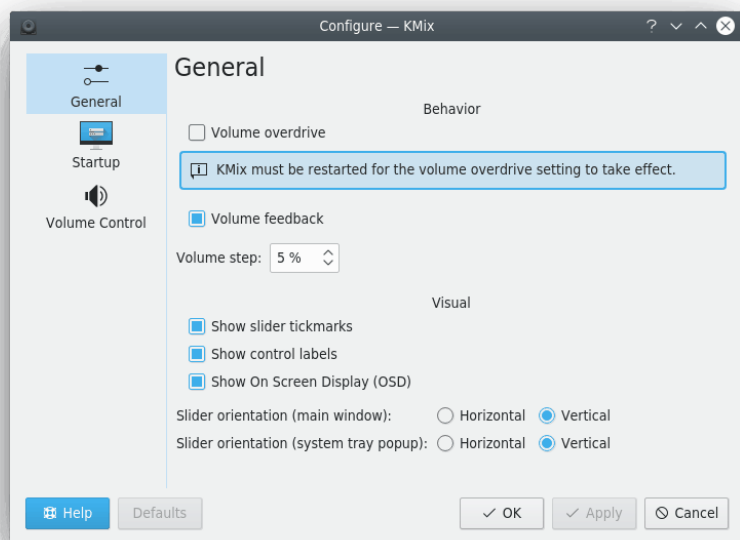 Configure — KMix
General
Startup
Volume Control
General
Behavior
Volume overdrive
KMix must be restarted for the volume overdrive setting to take effect.
Volume feedback
Volume step: 5 %
Visual
Show slider tickmarks
Show control labels
Show On Screen Display (OSD)
Slider orientation (main window): Horizontal Vertical
Slider orientation (system tray popup): Horizontal Vertical
Help Defaults OK Apply Cancel